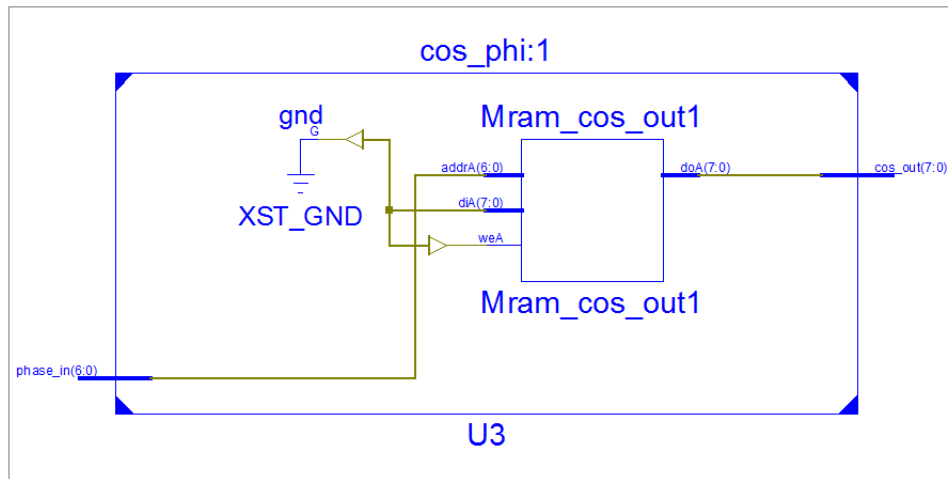 cos_phi:1
gnd
G
XST_GND
Mram_cos_out1
addrA(6:0)
diA(7:0)
weA
doA(7:0)
Mram_cos_out1
cos_out(7:0)
phase_in(6:0)
U3